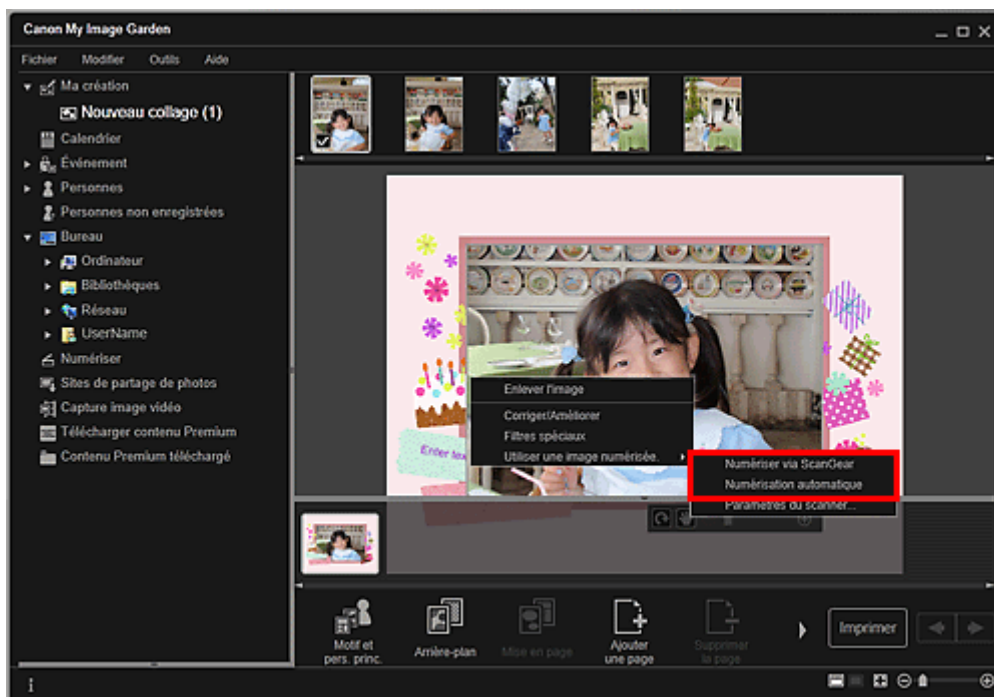 Canon My Image Garden
Fichier Modifier Outils Aide
Ma création
Nouveau collage (1)
Calendrier
Événement
Personnes
Personnes non enregistrées
Bureau
Ordinateur
Bibliothèques
Réseau
UserName
Numériser
Sites de partage de photos
Capture image vidéo
Télécharger contenu Premium
Contenu Premium téléchargé
Enter tex
Enlever l'image
Corriger/Améliorer
Filtres spéciaux
Utiliser une image numérisée.
Numériser via ScanGear
Numérisation automatique
Paramètres du scanner...
Motif et
pers. princ.
Arrière-plan
Mise en page
Ajouter
une page
Supprimer
la page
Imprimer